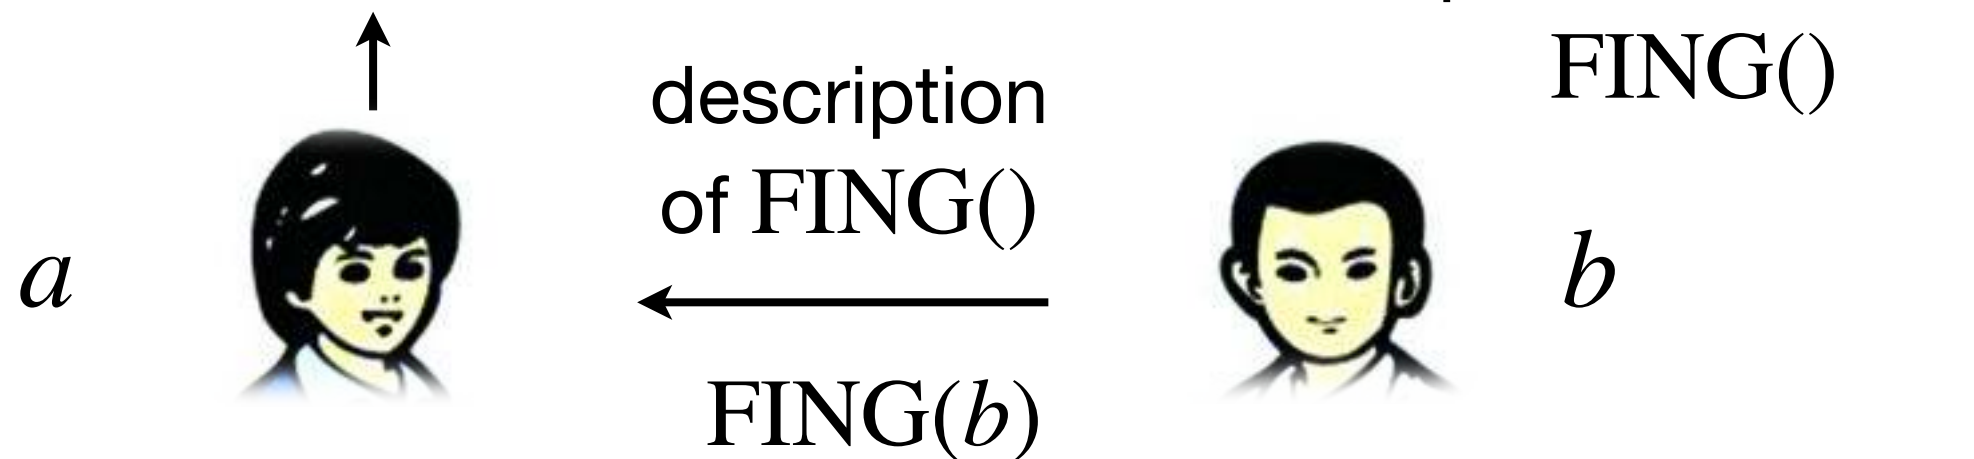 FING()
description
of FING()
a
b
FING(b)